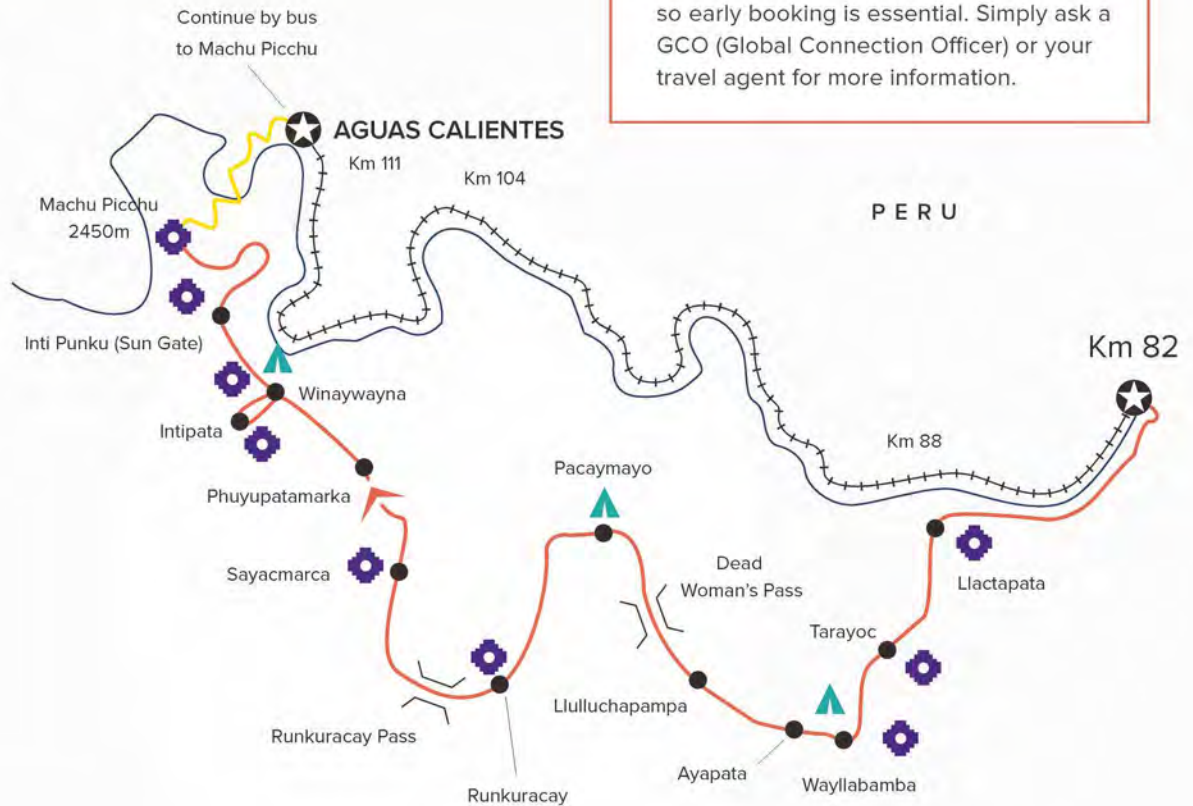 so early booking is essential. Simply ask a
GCO (Global Connection Officer) or your
travel agent for more information.
Continue by bus
to Machu Picchu
AGUAS CALIENTES
Km 111
Km 104
PERU
Machu Picchu
2450m
Inti Punku (Sun Gate)
Km 82
Winaywayna
Intipata
Km 88
Pacaymayo
Phuyupatamarka
Dead
Woman's Pass
Sayacmarca
Llactapata
Tarayoc
Llulluchapampa
Runkuracay Pass
Ayapata
Wayllabamba
Runkuracay